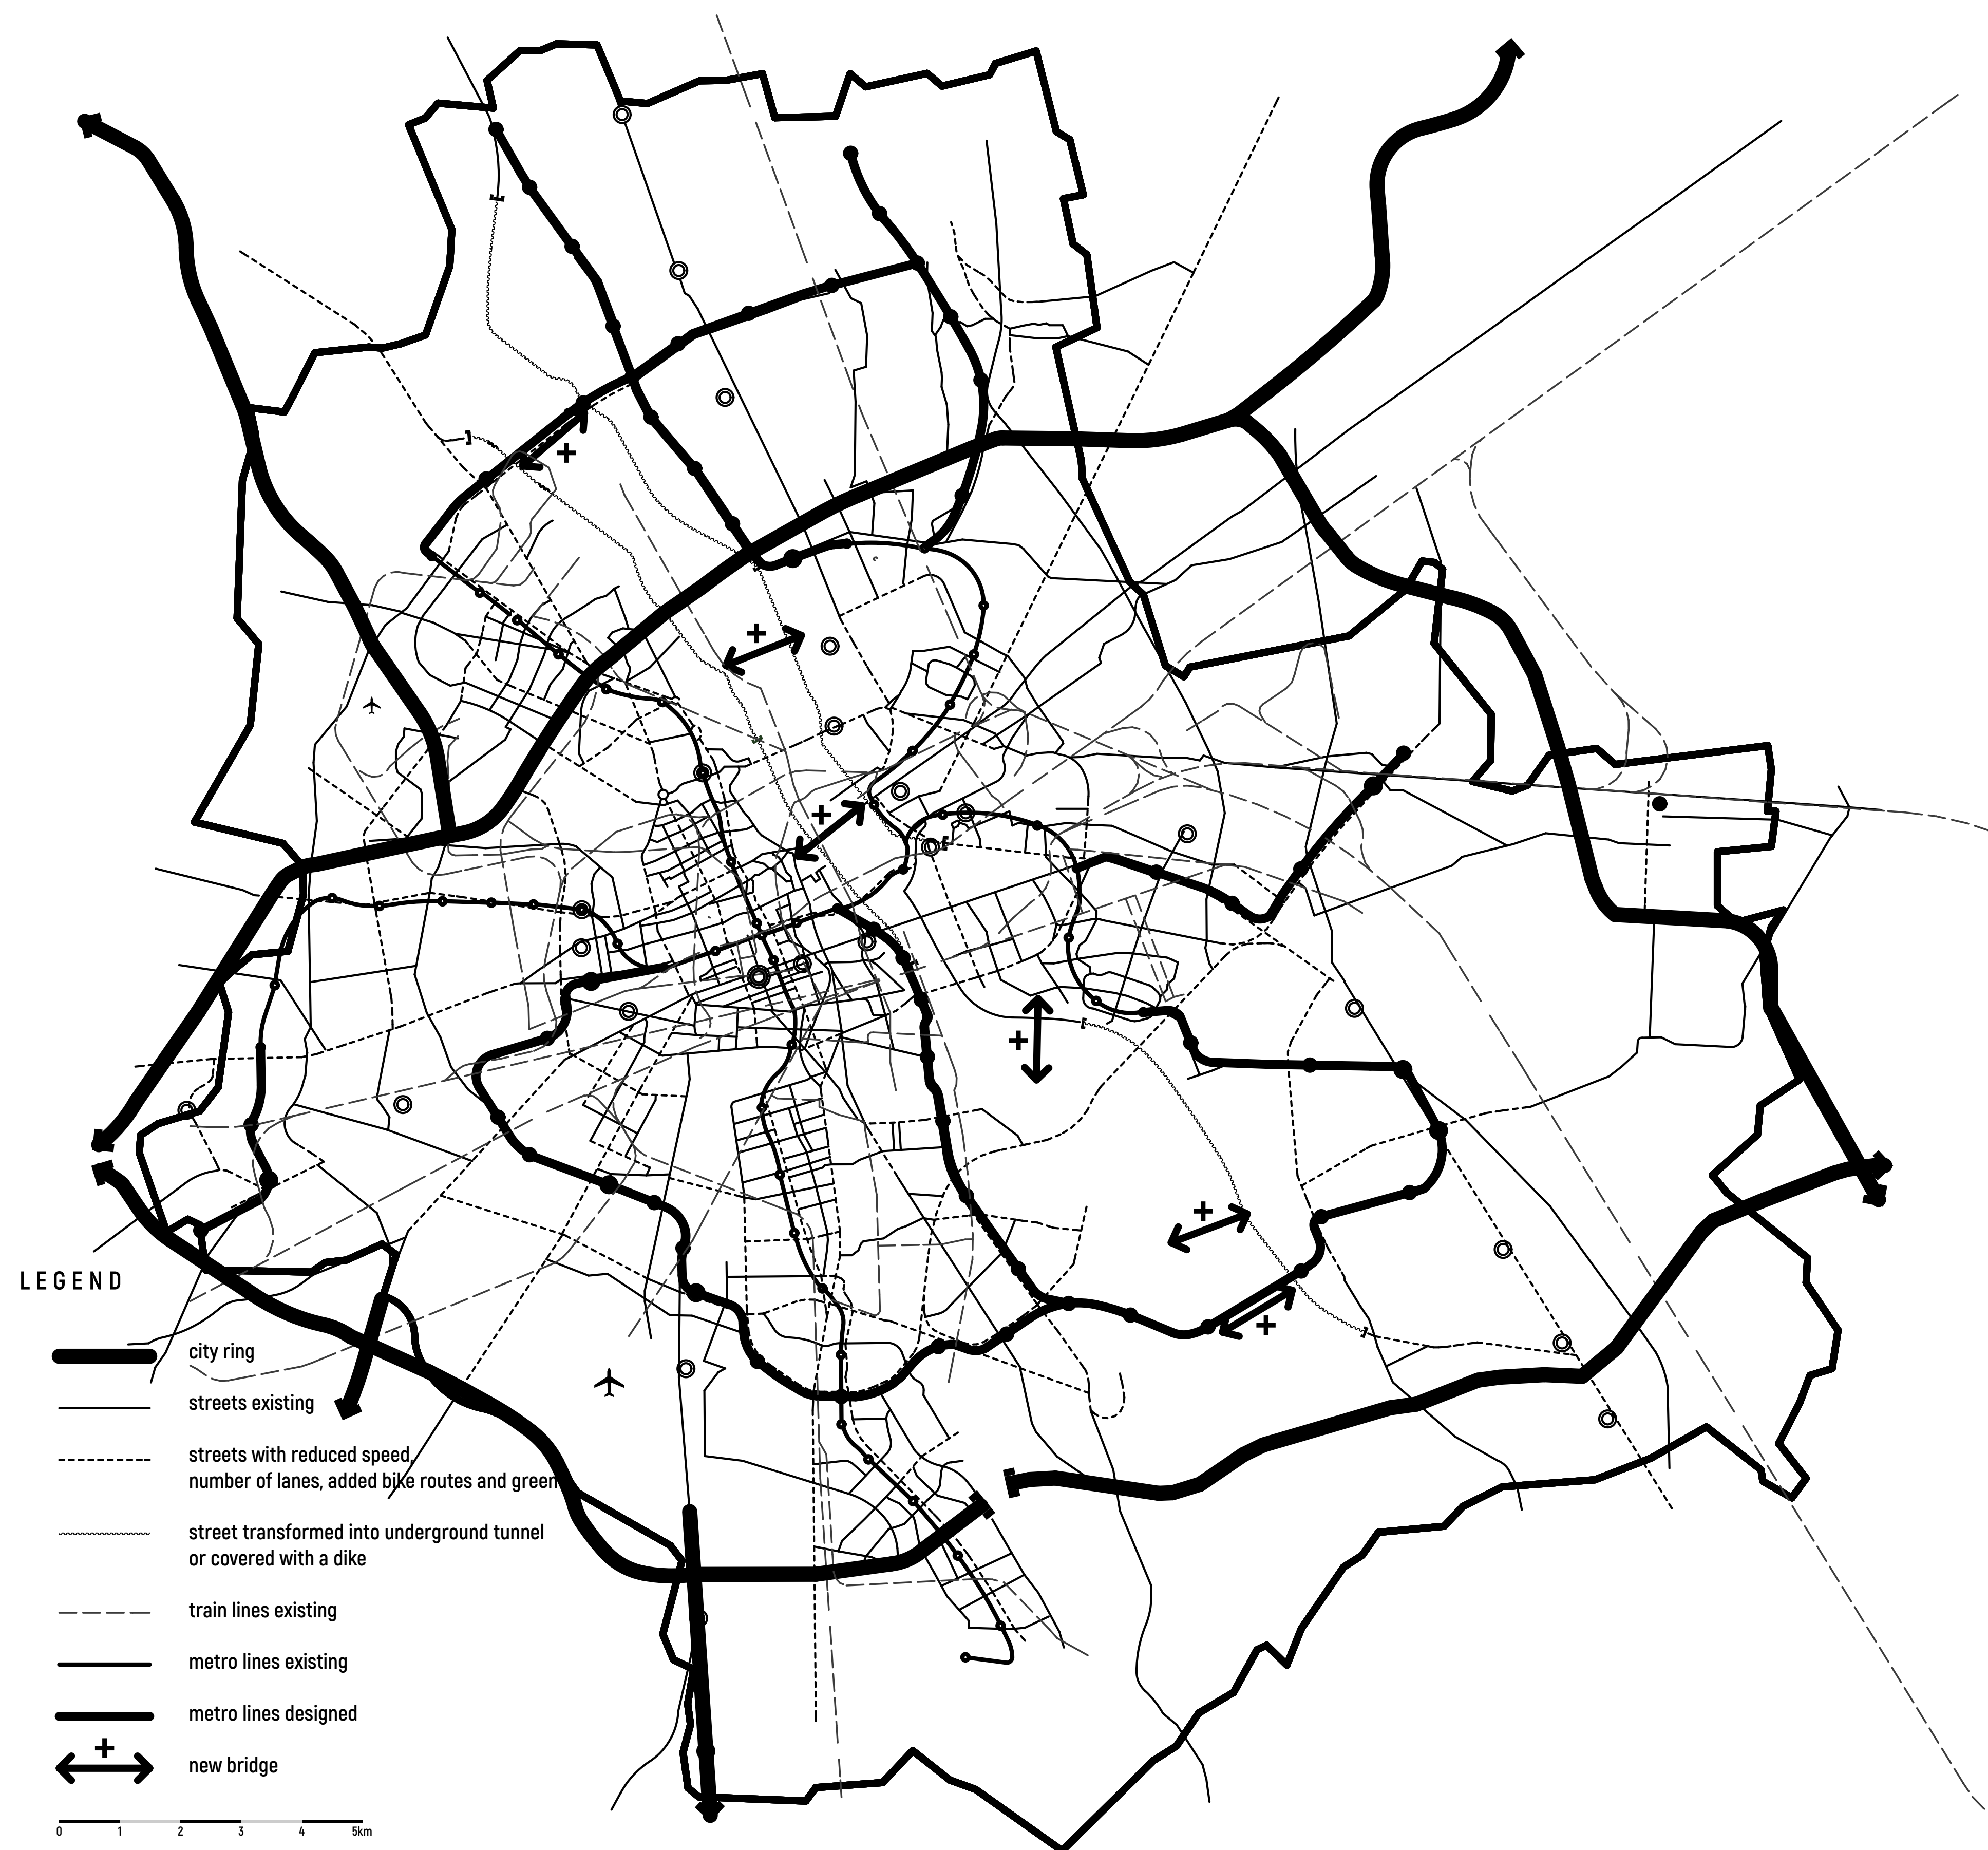 LEGEND
city ring
streets existing
streets with reduced speed,
number of lanes, added bike routes and green
street transformed into underground tunnel
or covered with a dike
train lines existing
metro lines existing
metro lines designed
+
new bridge
0 1 2 3 4 5km
+
+
+
+
+
+